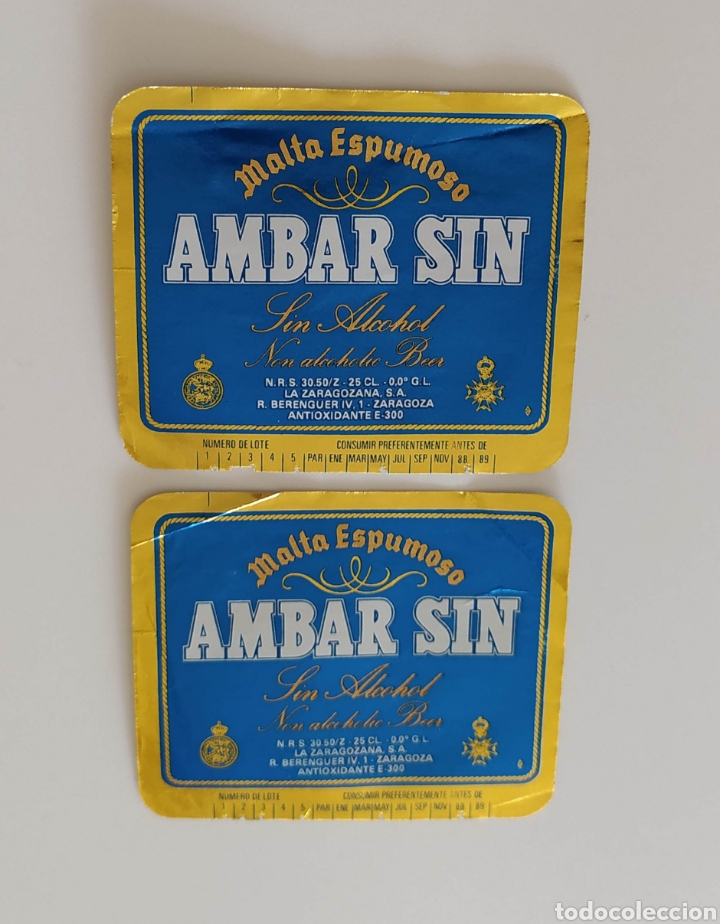 Malta Espumoso
AMBAR SIN
Sin Alcohol
Non alcoholic Beer
N.R.S. 30.50/Z - 25 CL. - 0.0° G.L.
LA ZARAGOZANA, S.A.
R. BERENGUER IV, 1 - ZARAGOZA
ANTIOXIDANTE E-300
NUMERO DE LOTE CONSUMIR PREFERENTEMENTE ANTES DE
1 2 3 4 5 PAR ENE MAR MAY JUL SEP NOV 88 89
Malta Espumoso
AMBAR SIN
Sin Alcohol
Non alcoholic Beer
N.R.S. 30.50/Z - 25 CL. - 0.0° G.L.
LA ZARAGOZANA, S.A.
R. BERENGUER IV, 1 - ZARAGOZA
ANTIOXIDANTE E-300
NUMERO DE LOTE CONSUMIR PREFERENTEMENTE ANTES DE
1 2 3 4 5 PAR ENE MAR MAY JUL SEP NOV 88 89
todocoleccion